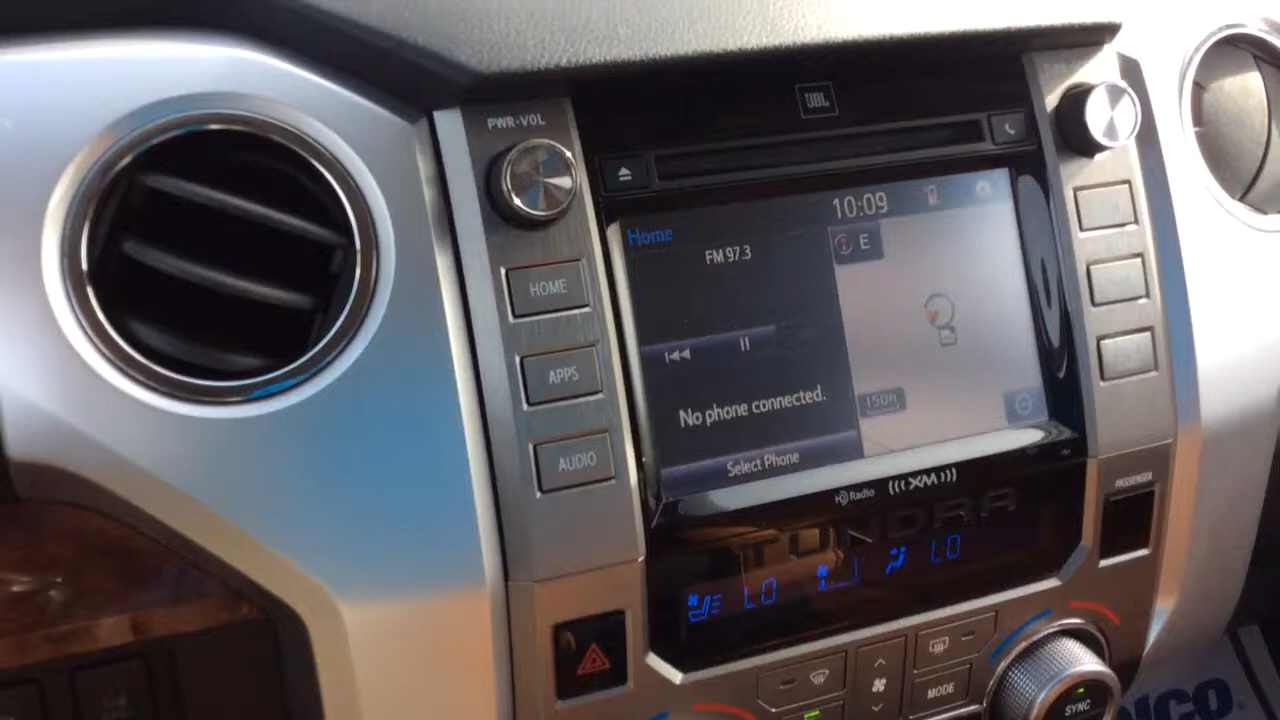 JBL
PWR·VOL
10:09
Home
FM 97.3
E
HOME
APPS
No phone connected.
150ft
AUDIO
Select Phone
HD Radio
(((XM)))
PASSENGER
TUNDRA
LO
LO
MODE
SYNC